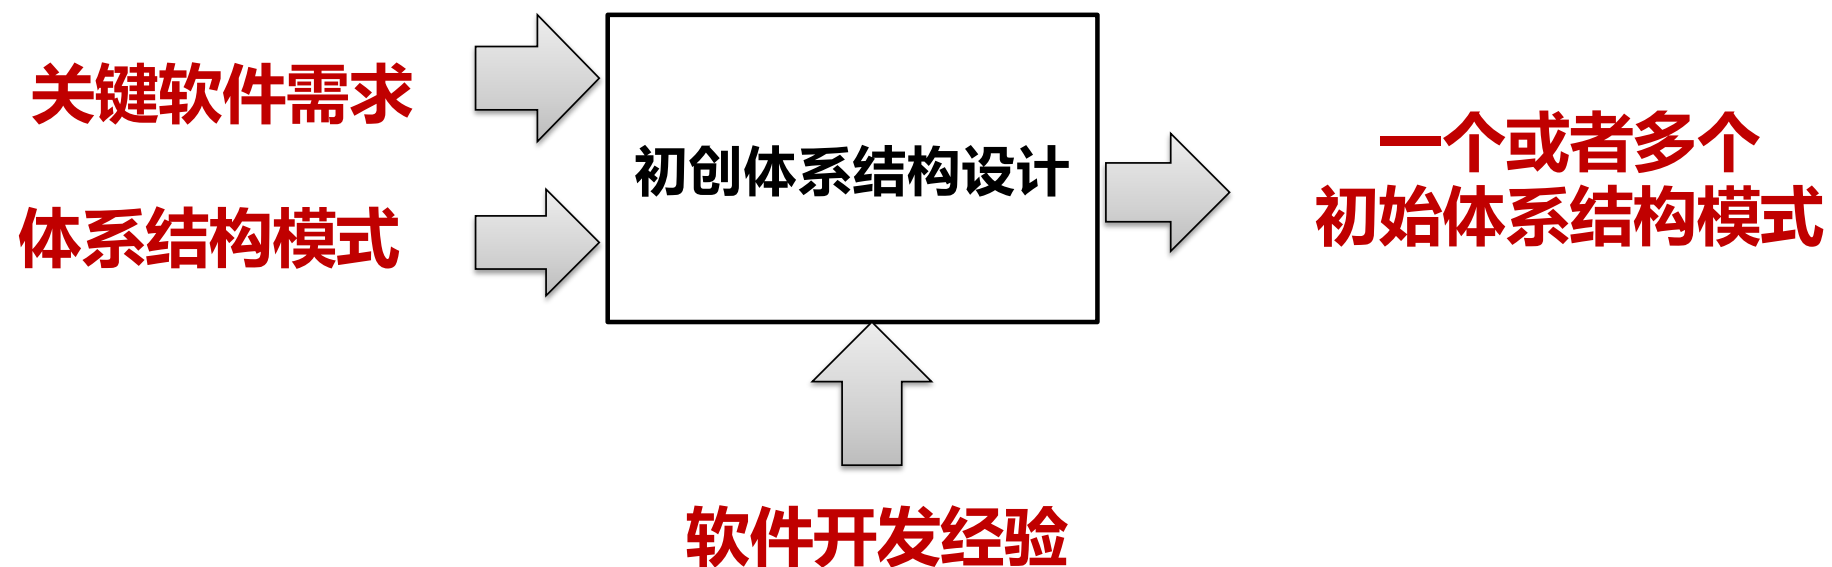 关键软件需求
体系结构模式
初创体系结构设计
一个或者多个
初始体系结构模式
软件开发经验